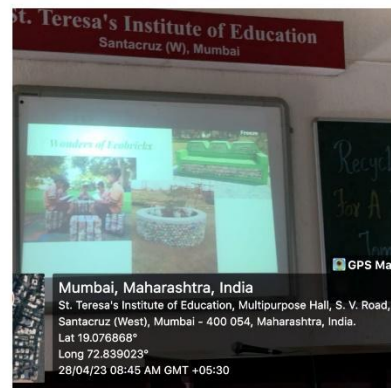 St. Teresa's Institute of Education
Santacruz (W), Mumbai
Freeze
Wonders of Ecobricks
Recycl
For A
GPS Ma
Mumbai, Maharashtra, India
St. Teresa's Institute of Education, Multipurpose Hall, S. V. Road,
Santacruz (West), Mumbai - 400 054, Maharashtra, India.
Lat 19.076868°
Long 72.839023°
28/04/23 08:45 AM GMT +05:30